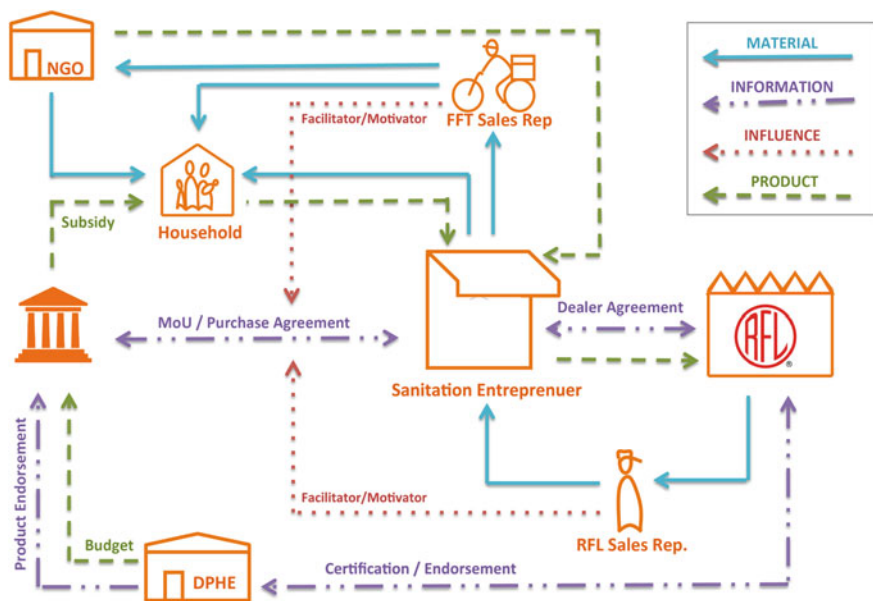 NGO
FFT Sales Rep
Facilitator/Motivator
MATERIAL
INFORMATION
INFLUENCE
PRODUCT
Subsidy
Household
MoU / Purchase Agreement
Dealer Agreement
RFL
®
Sanitation Entreprenuer
Product Endorsement
Facilitator/Motivator
RFL Sales Rep.
Budget
DPHE
Certification / Endorsement